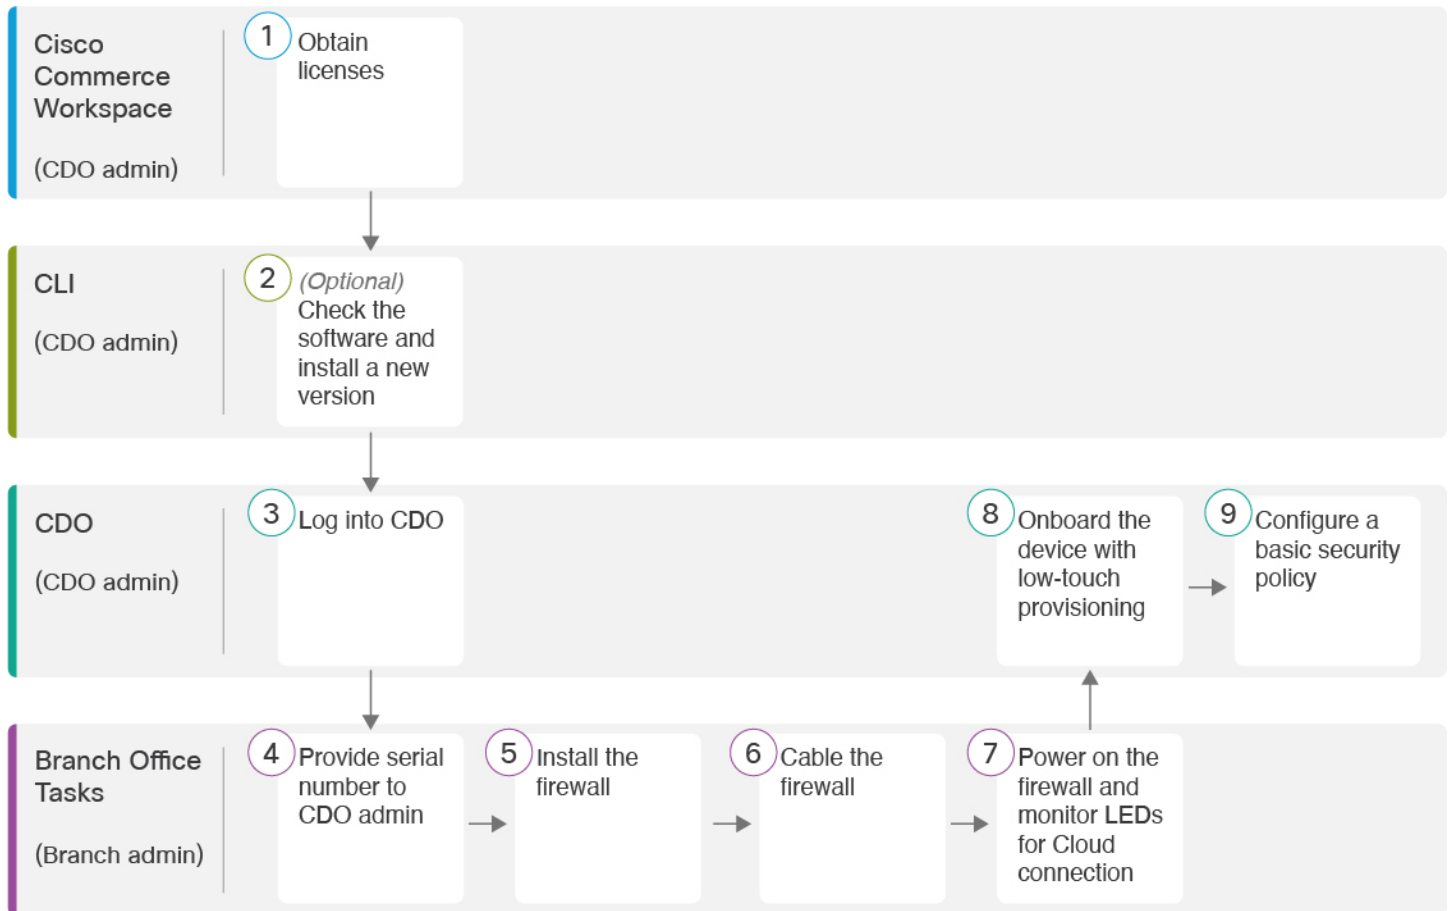 Cisco
Commerce
Workspace
(CDO admin)
1
Obtain
licenses
CLI
(CDO admin)
2
(Optional)
Check the
software and
install a new
version
CDO
(CDO admin)
3
Log into CDO
8
Onboard the
device with
low-touch
provisioning
9
Configure a
basic security
policy
Branch Office
Tasks
(Branch admin)
4
Provide serial
number to
CDO admin
5
Install the
firewall
6
Cable the
firewall
7
Power on the
firewall and
monitor LEDs
for Cloud
connection